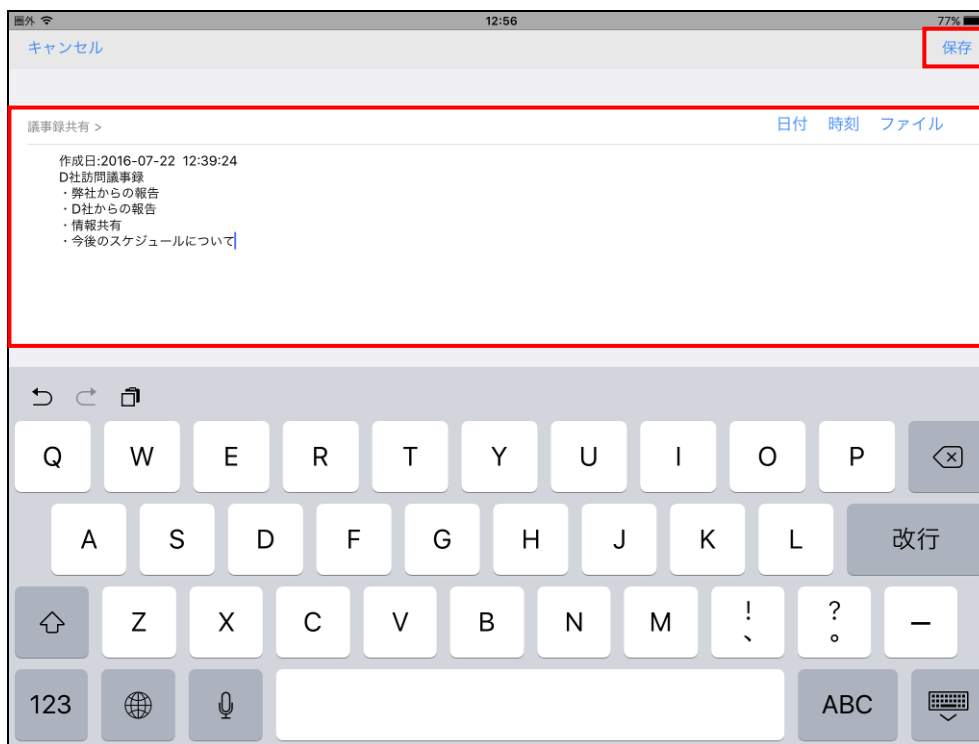 圏外 12:56 77%
キャンセル 保存
議事録共有 > 日付 時刻 ファイル
作成日:2016-07-22 12:39:24
D社訪問議事録
・弊社からの報告
・D社からの報告
・情報共有
・今後のスケジュールについて
Q W E R T Y U I O P
A S D F G H J K L 改行
Z X C V B N M ! 、 ? 。 ー
123 ABC